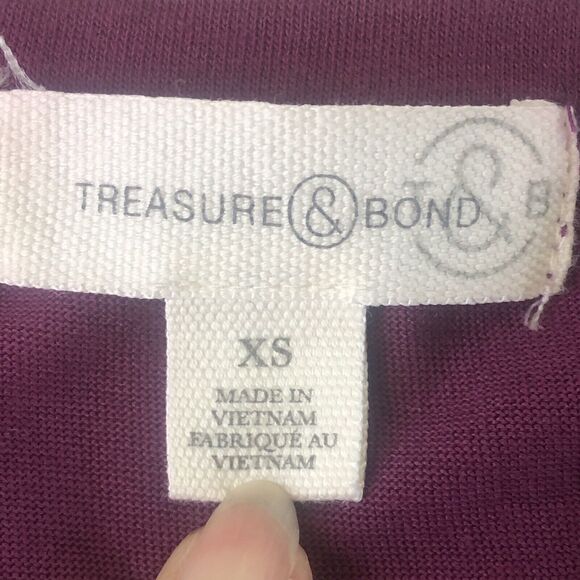 TREASURE & BOND
T & B
XS
MADE IN
VIETNAM
FABRIQUÉ AU
VIETNAM